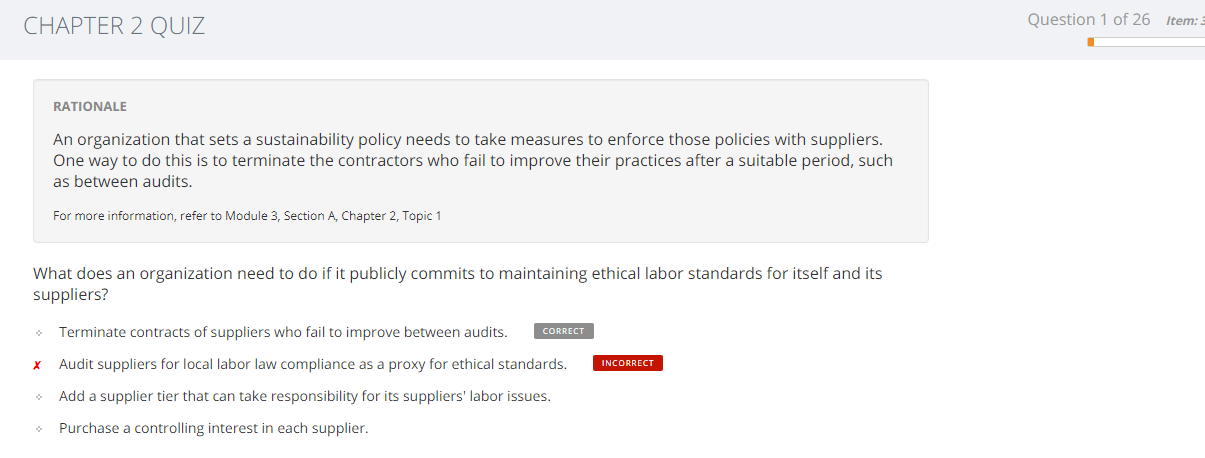 CHAPTER 2 QUIZ
Question 1 of 26 Item: 3
RATIONALE
An organization that sets a sustainability policy needs to take measures to enforce those policies with suppliers.
One way to do this is to terminate the contractors who fail to improve their practices after a suitable period, such
as between audits.
For more information, refer to Module 3, Section A, Chapter 2, Topic 1
What does an organization need to do if it publicly commits to maintaining ethical labor standards for itself and its
suppliers?
Terminate contracts of suppliers who fail to improve between audits. CORRECT
✗ Audit suppliers for local labor law compliance as a proxy for ethical standards. INCORRECT
Add a supplier tier that can take responsibility for its suppliers' labor issues.
Purchase a controlling interest in each supplier.